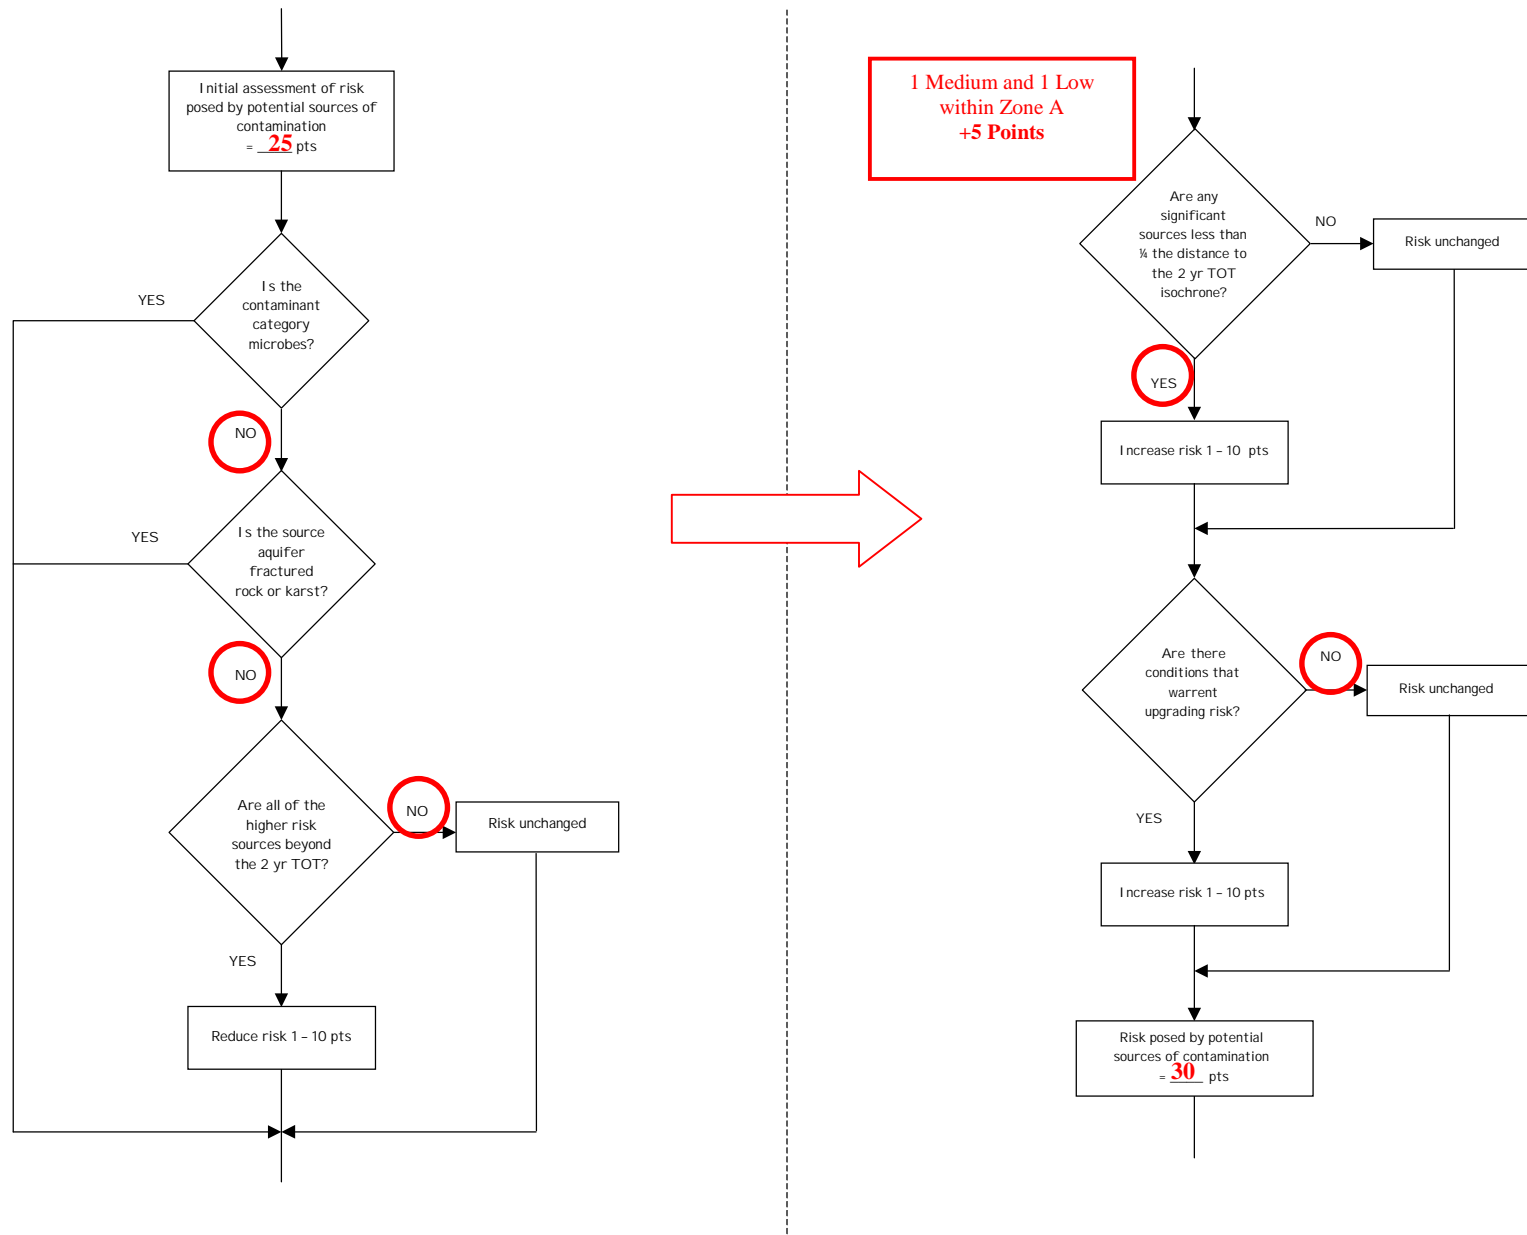 Initial assessment of risk
posed by potential sources of
contamination
= 25 pts
Is the
contaminant
category
microbes?
YES
NO
Is the source
aquifer
fractured
rock or karst?
YES
NO
Are all of the
higher risk
sources beyond
the 2 yr TOT?
NO
Risk unchanged
YES
Reduce risk 1 – 10 pts
1 Medium and 1 Low
within Zone A
+5 Points
Are any
significant
sources less than
¼ the distance to
the 2 yr TOT
isochrone?
NO
Risk unchanged
YES
Increase risk 1 – 10 pts
Are there
conditions that
warrent
upgrading risk?
NO
Risk unchanged
YES
Increase risk 1 – 10 pts
Risk posed by potential
sources of contamination
= 30 pts